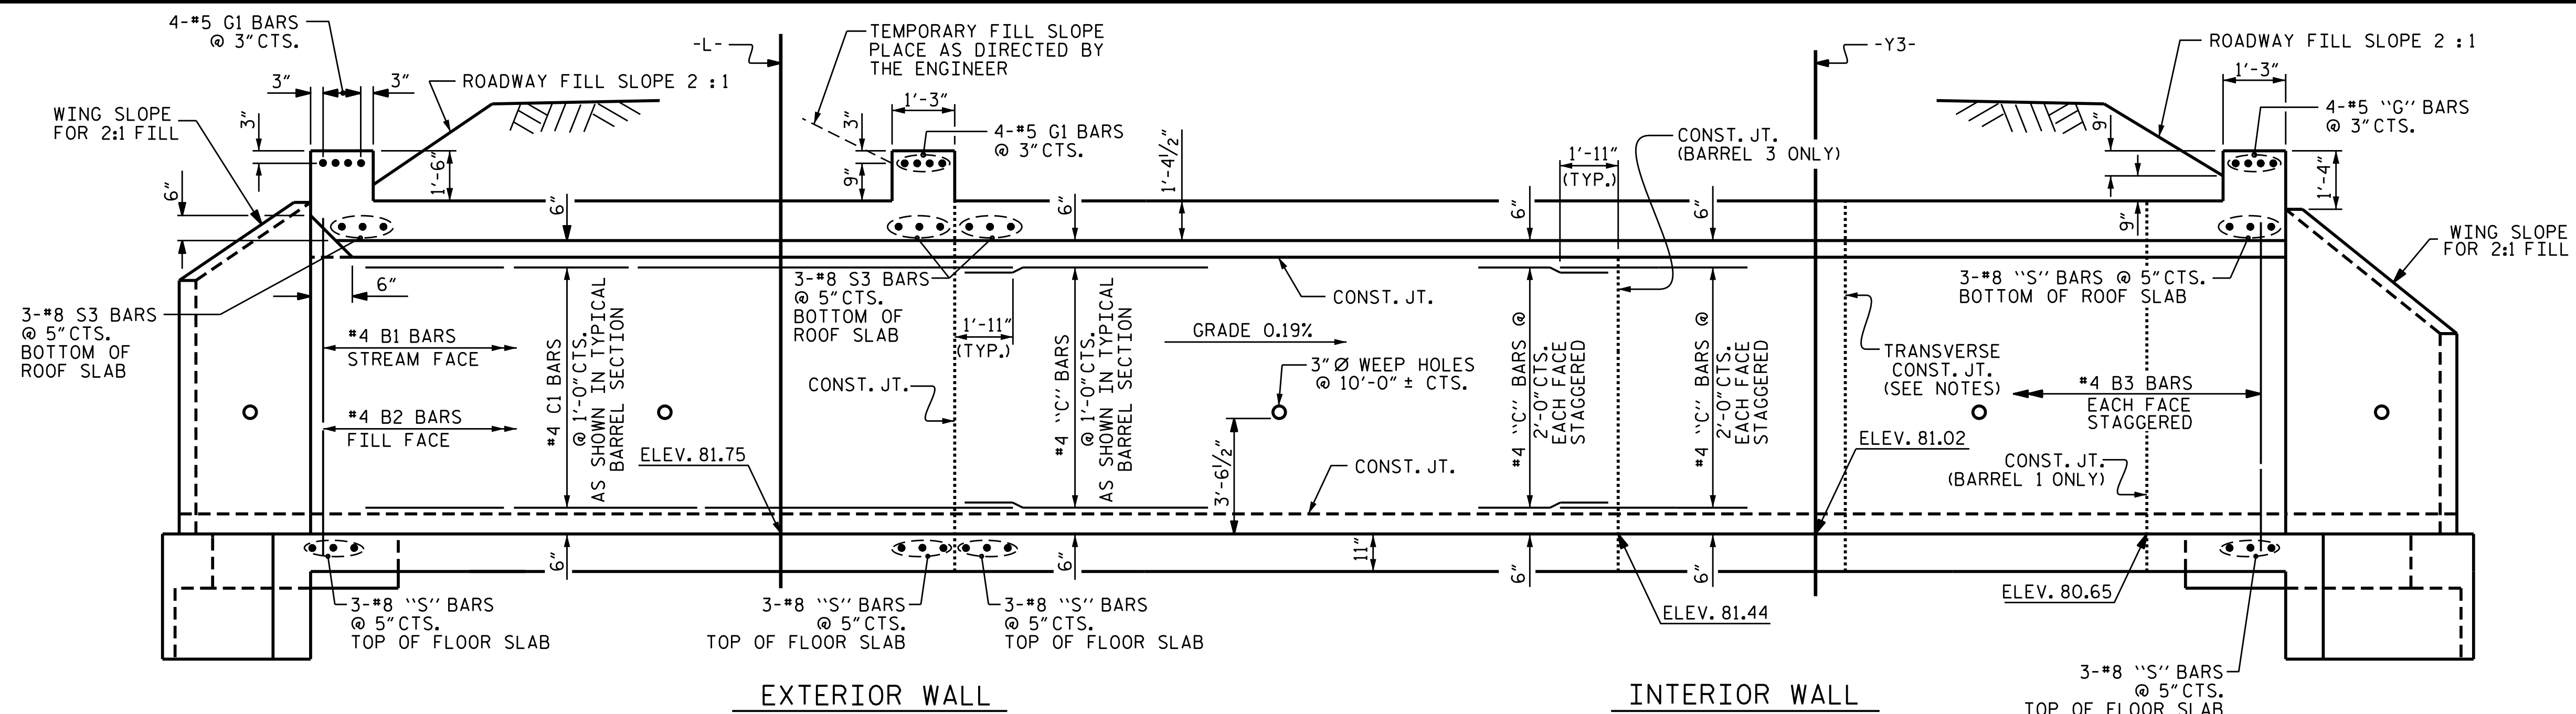 4-#5 G1 BARS
@ 3" CTS.
3"
3"
3"
WING SLOPE
FOR 2:1 FILL
6"
ROADWAY FILL SLOPE 2 : 1
1'-6"
-L-
TEMPORARY FILL SLOPE
PLACE AS DIRECTED BY
THE ENGINEER
1'-3"
3"
9"
4-#5 G1 BARS
@ 3" CTS.
1'-4½"
1'-11"
(TYP.)
CONST. JT.
(BARREL 3 ONLY)
-Y3-
ROADWAY FILL SLOPE 2 : 1
1'-3"
9"
9"
4-#5 ``G'' BARS
@ 3" CTS.
1'-4"
WING SLOPE
FOR 2:1 FILL
6"
6"
6"
6"
6"
3-#8 S3 BARS
@ 5" CTS.
BOTTOM OF
ROOF SLAB
#4 B1 BARS
STREAM FACE
#4 B2 BARS
FILL FACE
#4 C1 BARS
@ 1'-0" CTS.
AS SHOWN IN TYPICAL
BARREL SECTION
ELEV. 81.75
3-#8 S3 BARS
@ 5" CTS.
BOTTOM OF
ROOF SLAB
1'-11"
(TYP.)
CONST. JT.
#4 ``C'' BARS
@ 1'-0" CTS.
AS SHOWN IN TYPICAL
BARREL SECTION
CONST. JT.
GRADE 0.19%
3" Ø WEEP HOLES
@ 10'-0" ± CTS.
3'-6½"
CONST. JT.
#4 ``C'' BARS @
2'-0" CTS.
EACH FACE
STAGGERED
#4 ``C'' BARS @
2'-0" CTS.
EACH FACE
STAGGERED
3-#8 ``S'' BARS @ 5" CTS.
BOTTOM OF ROOF SLAB
TRANSVERSE
CONST. JT.
(SEE NOTES)
#4 B3 BARS
EACH FACE
STAGGERED
ELEV. 81.02
CONST. JT.
(BARREL 1 ONLY)
6"
6"
11"
6"
6"
3-#8 ``S'' BARS
@ 5" CTS.
TOP OF FLOOR SLAB
3-#8 ``S'' BARS
@ 5" CTS.
TOP OF FLOOR SLAB
3-#8 ``S'' BARS
@ 5" CTS.
TOP OF FLOOR SLAB
ELEV. 81.44
ELEV. 80.65
3-#8 ``S'' BARS
@ 5" CTS.
TOP OF FLOOR SLAB
EXTERIOR WALL
INTERIOR WALL